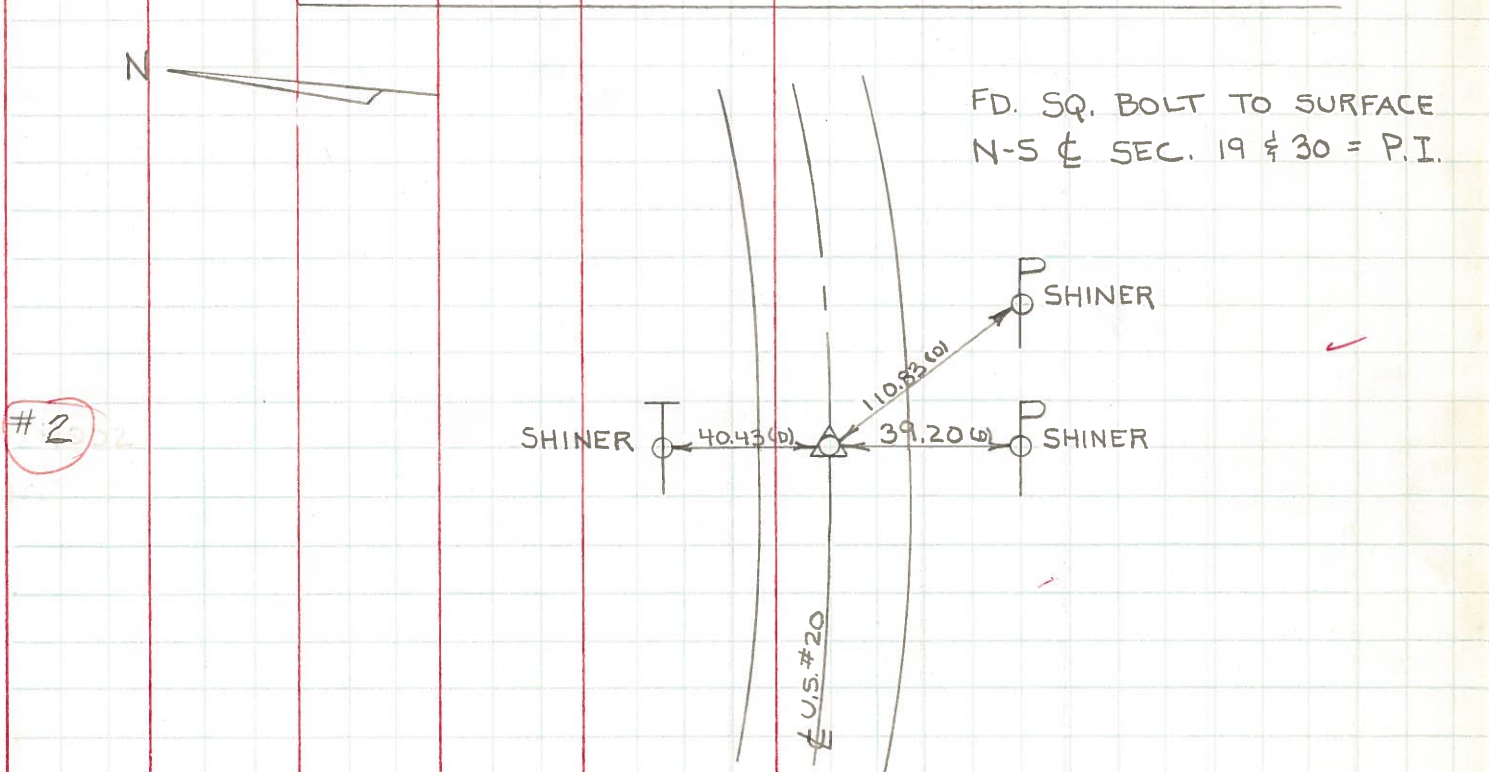 N
FD. SQ. BOLT TO SURFACE
N-S ℄ SEC. 19 & 30 = P.I.
P
SHINER
110.83 (D)
# 2
T
SHINER
40.43 (D)
39.20 (D)
P
SHINER
℄ U.S. #20